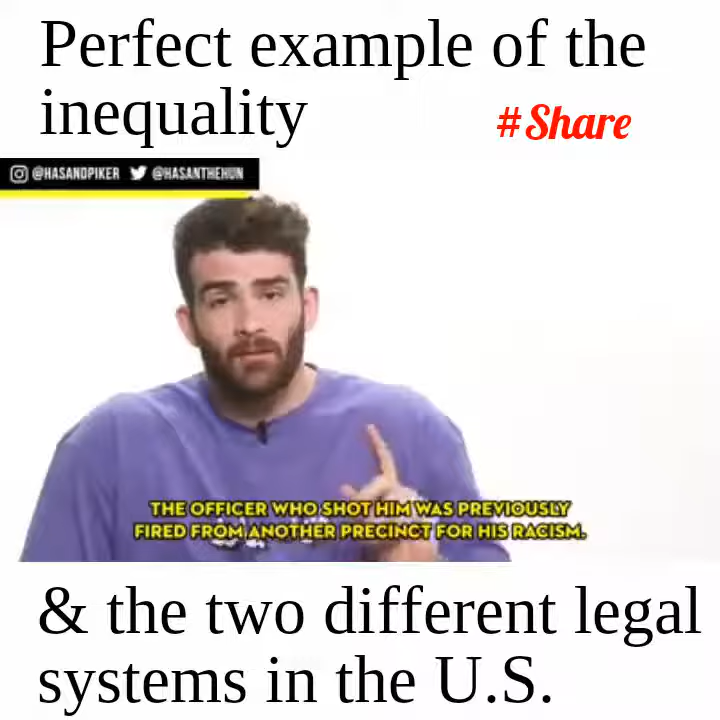 Perfect example of the
inequality
#Share
@HASANDPIKER @HASANTHEHUN
THE OFFICER WHO SHOT HIM WAS PREVIOUSLY
FIRED FROM ANOTHER PRECINCT FOR HIS RACISM.
& the two different legal
systems in the U.S.